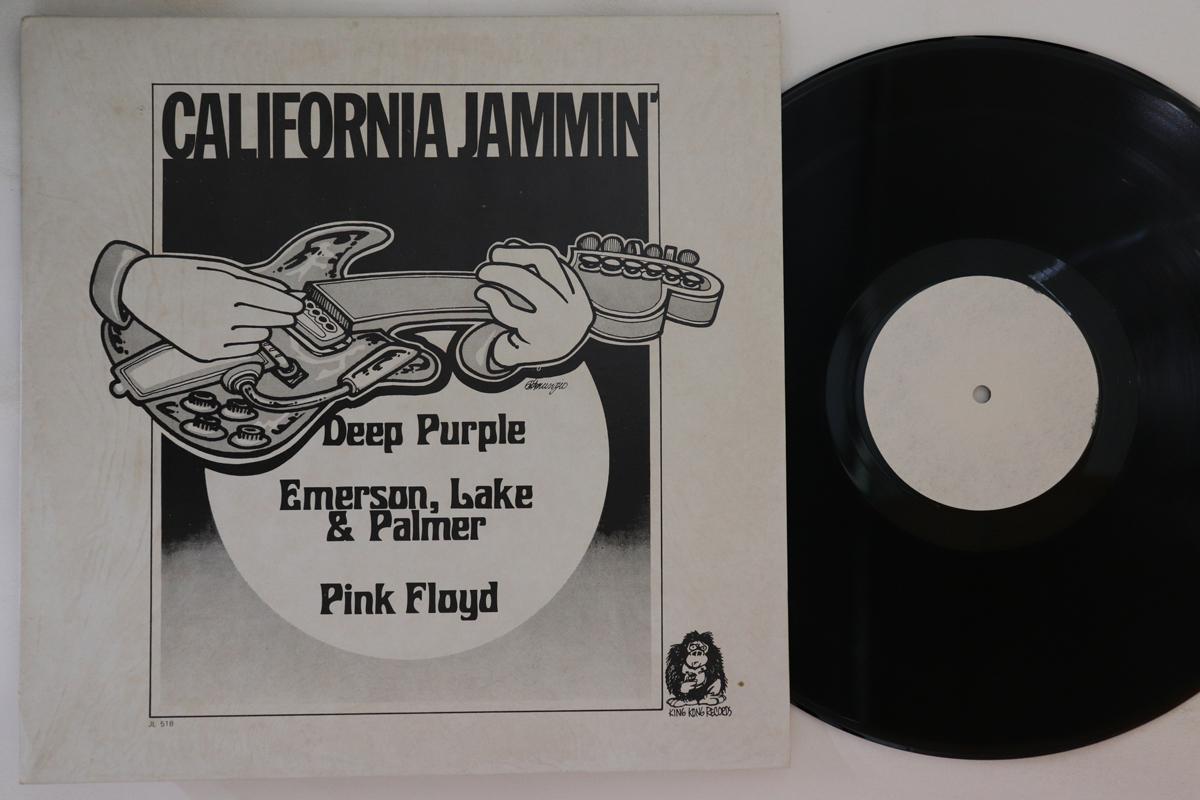 CALIFORNIA JAMMIN'
Deep Purple
Emerson, Lake
& Palmer
Pink Floyd
KING KONG RECORDS
JL 518